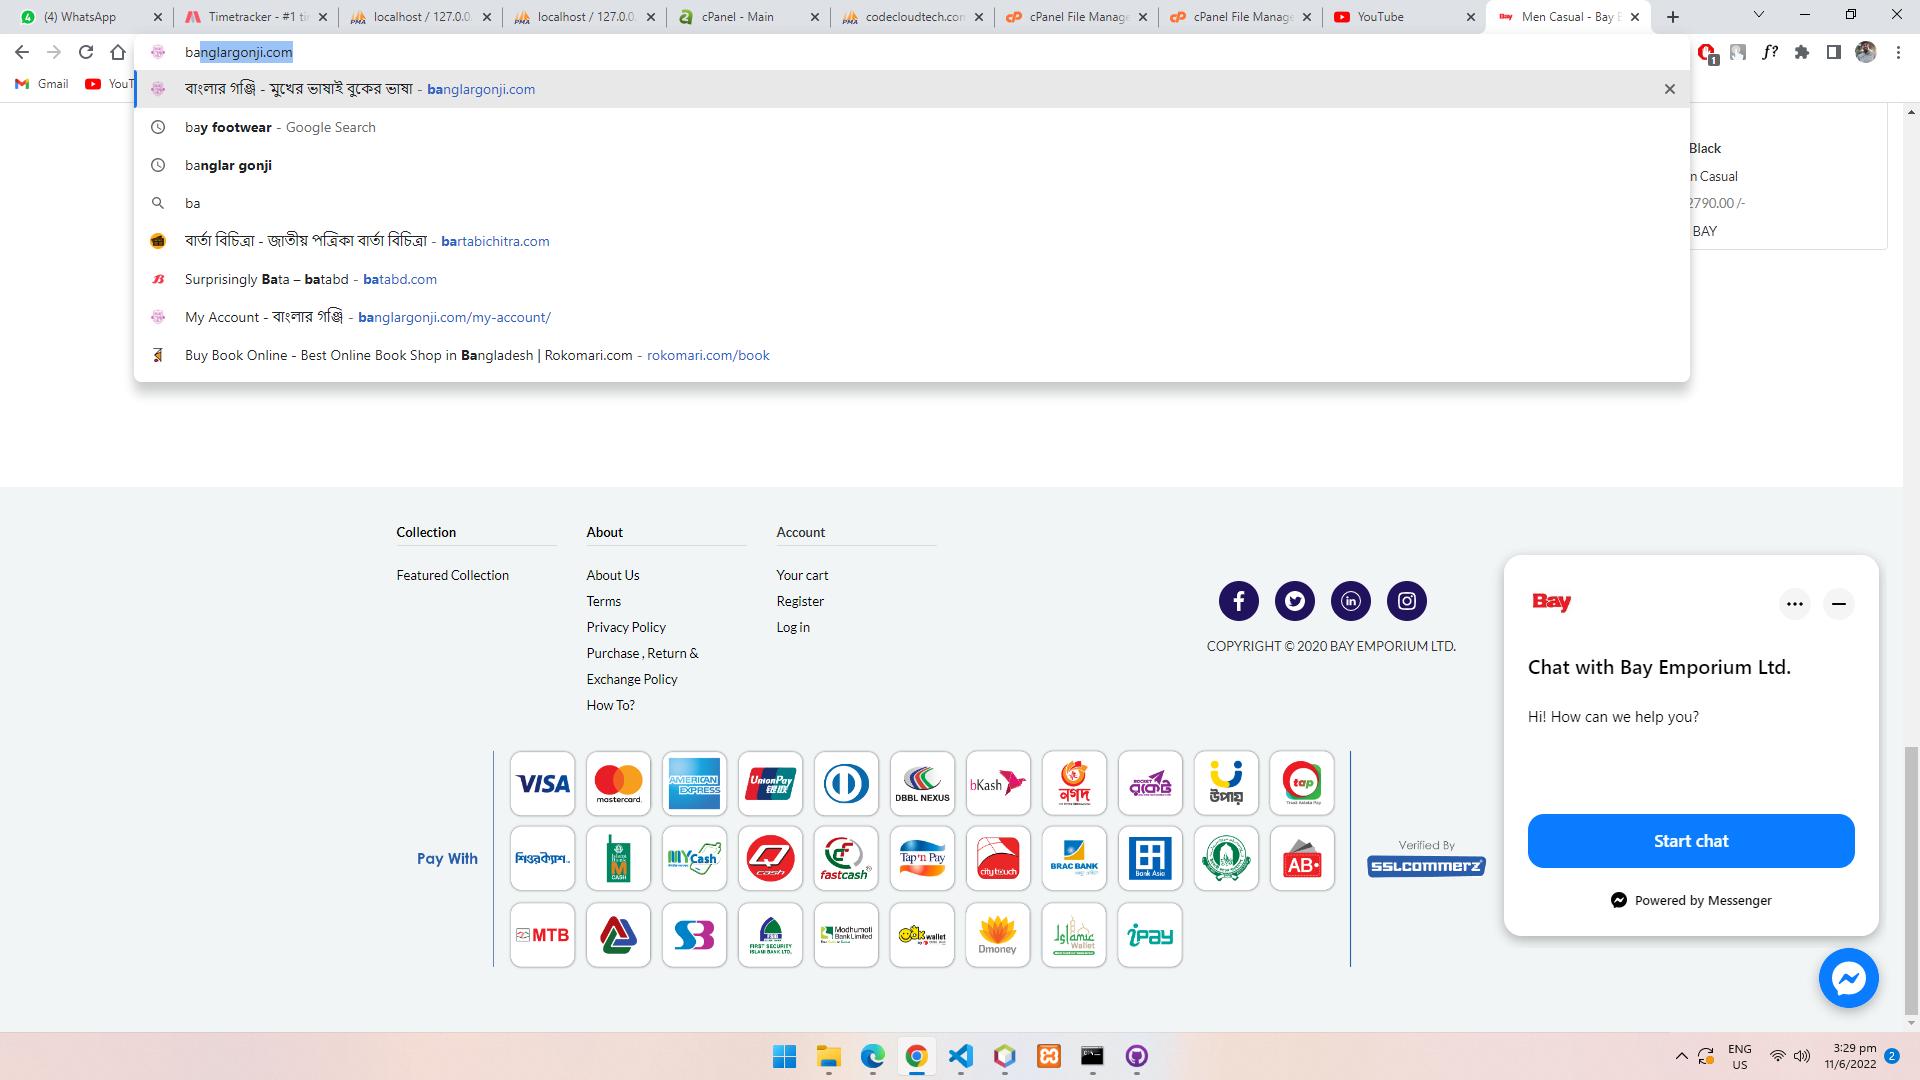 (4) WhatsApp
Timetracker - #1 ti
localhost / 127.0.0.
localhost / 127.0.0.
cPanel - Main
codecloudtech.con
cPanel File Manage
cPanel File Manage
YouTube
Men Casual - Bay E
banglargonji.com
Gmail
YouT
বাংলার গঞ্জি - মুখের ভাষাই বুকের ভাষা - banglargonji.com
bay footwear - Google Search
banglar gonji
ba
বার্তা বিচিত্রা - জাতীয় পত্রিকা বার্তা বিচিত্রা - bartabichitra.com
Surprisingly Bata – batabd - batabd.com
My Account - বাংলার গঞ্জি - banglargonji.com/my-account/
Buy Book Online - Best Online Book Shop in Bangladesh | Rokomari.com - rokomari.com/book
Black
n Casual
2790.00 /-
BAY
Collection
Featured Collection
About
About Us
Terms
Privacy Policy
Purchase , Return &
Exchange Policy
How To?
Account
Your cart
Register
Log in
COPYRIGHT © 2020 BAY EMPORIUM LTD.
Bay
Chat with Bay Emporium Ltd.
Hi! How can we help you?
Start chat
Powered by Messenger
Pay With
VISA
mastercard.
AMERICAN EXPRESS
UnionPay 银联
DBBL NEXUS
bKash
নগদ
ROCKET রকেট
উপায়
tap
Trust Axiata Pay
শিওরক্যাশ
M CASH
MYCash
Q cash
fastcash
Tap'n Pay
citytouch
BRAC BANK
Bank Asia
AB
MTB
SB
FIRST SECURITY ISLAMI BANK LTD.
Modhumoti Bank Limited
ok wallet
Dmoney
Islamic Wallet
ipay
Verified By
SSLCOMMERZ
ENG
US
3:29 pm
11/6/2022
2